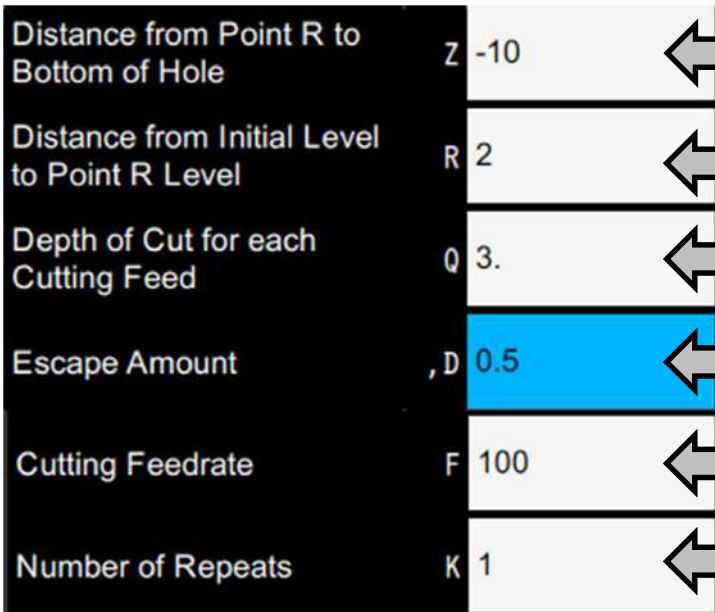 Distance from Point R to
Bottom of Hole
Z -10
Distance from Initial Level
to Point R Level
R 2
Depth of Cut for each
Cutting Feed
Q 3.
Escape Amount ,D 0.5
Cutting Feedrate F 100
Number of Repeats K 1